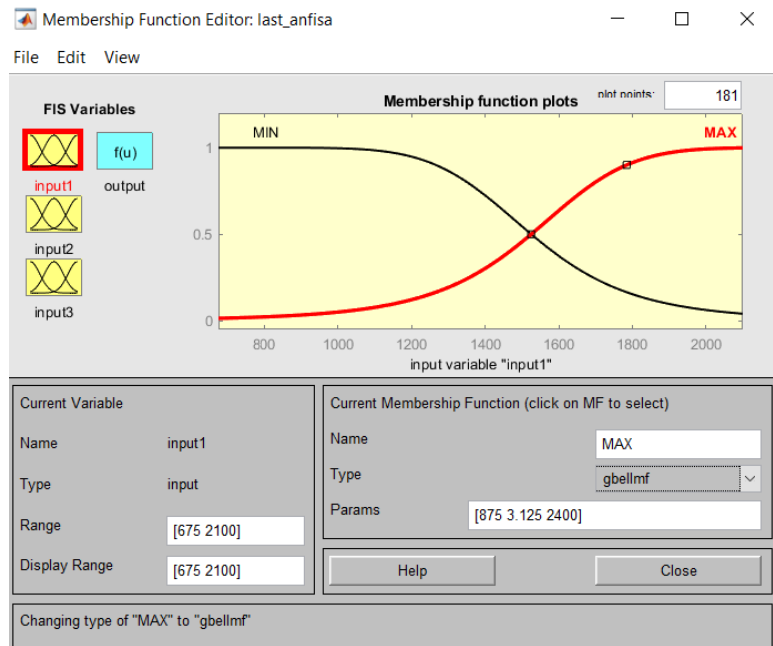 Membership Function Editor: last_anfisa
File Edit View
FIS Variables
f(u)
input1
output
input2
input3
Membership function plots
plot points:
181
MIN
MAX
1
0.5
0
800 1000 1200 1400 1600 1800 2000
input variable "input1"
Current Variable
Name input1
Type input
Range [675 2100]
Display Range [675 2100]
Current Membership Function (click on MF to select)
Name MAX
Type gbellmf
Params [875 3.125 2400]
Help Close
Changing type of "MAX" to "gbellmf"